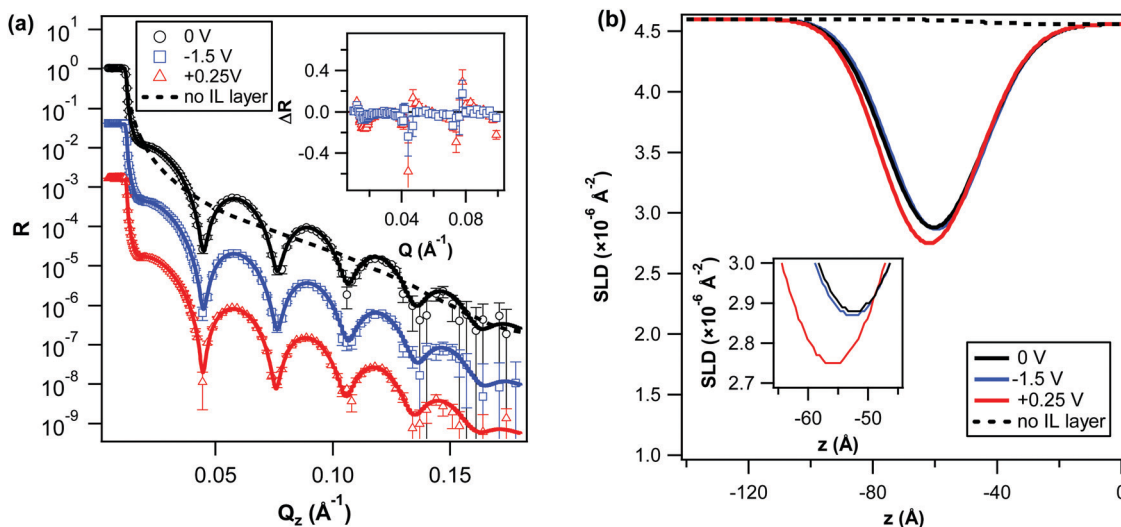 (a)
10¹
10⁰
10⁻¹
10⁻²
10⁻³
10⁻⁴
10⁻⁵
10⁻⁶
10⁻⁷
10⁻⁸
10⁻⁹
R
0 V
-1.5 V
+0.25V
no IL layer
ΔR
0.4
0.0
-0.4
0.04 0.08
Q (Å⁻¹)
0.05 0.10 0.15
Q_z (Å⁻¹)
(b)
SLD (×10⁻⁶ Å⁻²)
4.5
4.0
3.5
3.0
2.5
2.0
1.5
1.0
SLD (×10⁻⁶ Å⁻²)
3.0
2.9
2.8
2.7
-60 -50
z (Å)
0 V
-1.5 V
+0.25 V
no IL layer
-120 -80 -40 0
z (Å)